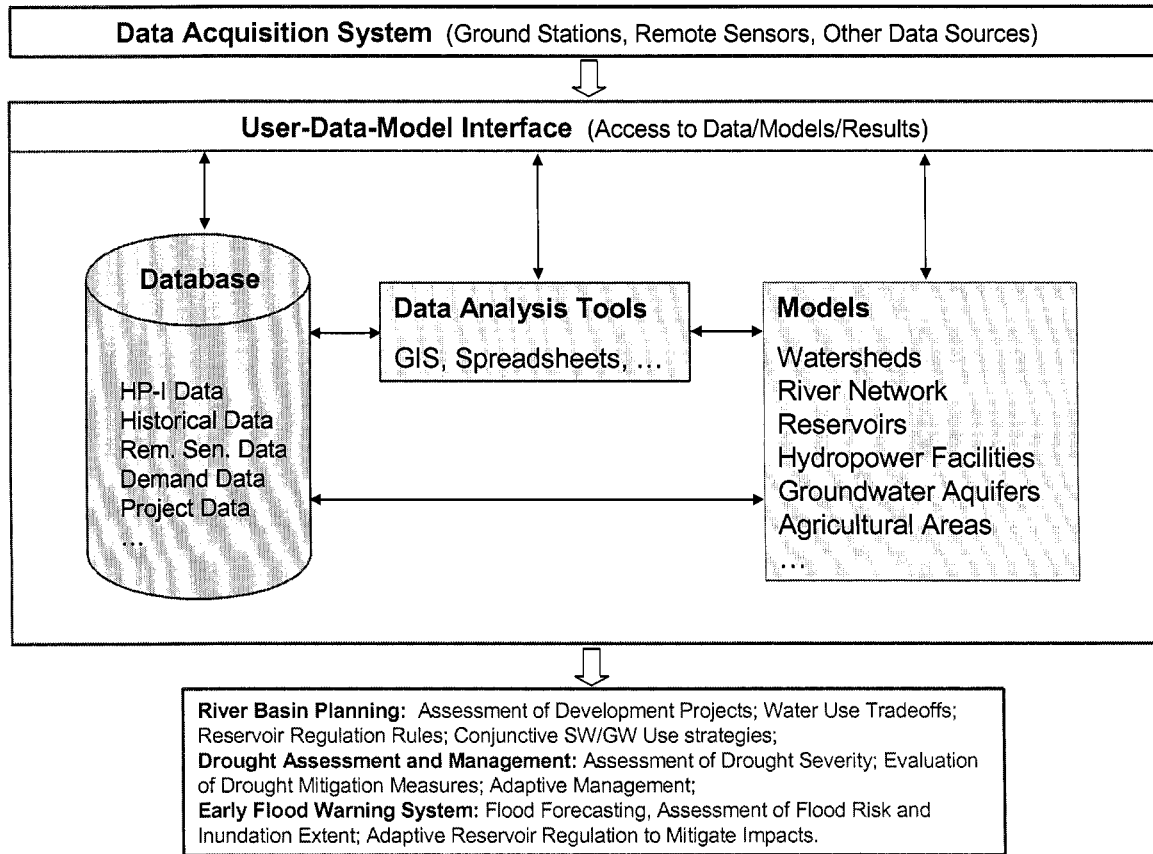 Data Acquisition System (Ground Stations, Remote Sensors, Other Data Sources)
User-Data-Model Interface (Access to Data/Models/Results)
Database
HP-I Data
Historical Data
Rem. Sen. Data
Demand Data
Project Data
...
Data Analysis Tools
GIS, Spreadsheets, ...
Models
Watersheds
River Network
Reservoirs
Hydropower Facilities
Groundwater Aquifers
Agricultural Areas
...
River Basin Planning: Assessment of Development Projects; Water Use Tradeoffs;
Reservoir Regulation Rules; Conjunctive SW/GW Use strategies;
Drought Assessment and Management: Assessment of Drought Severity; Evaluation
of Drought Mitigation Measures; Adaptive Management;
Early Flood Warning System: Flood Forecasting, Assessment of Flood Risk and
Inundation Extent; Adaptive Reservoir Regulation to Mitigate Impacts.